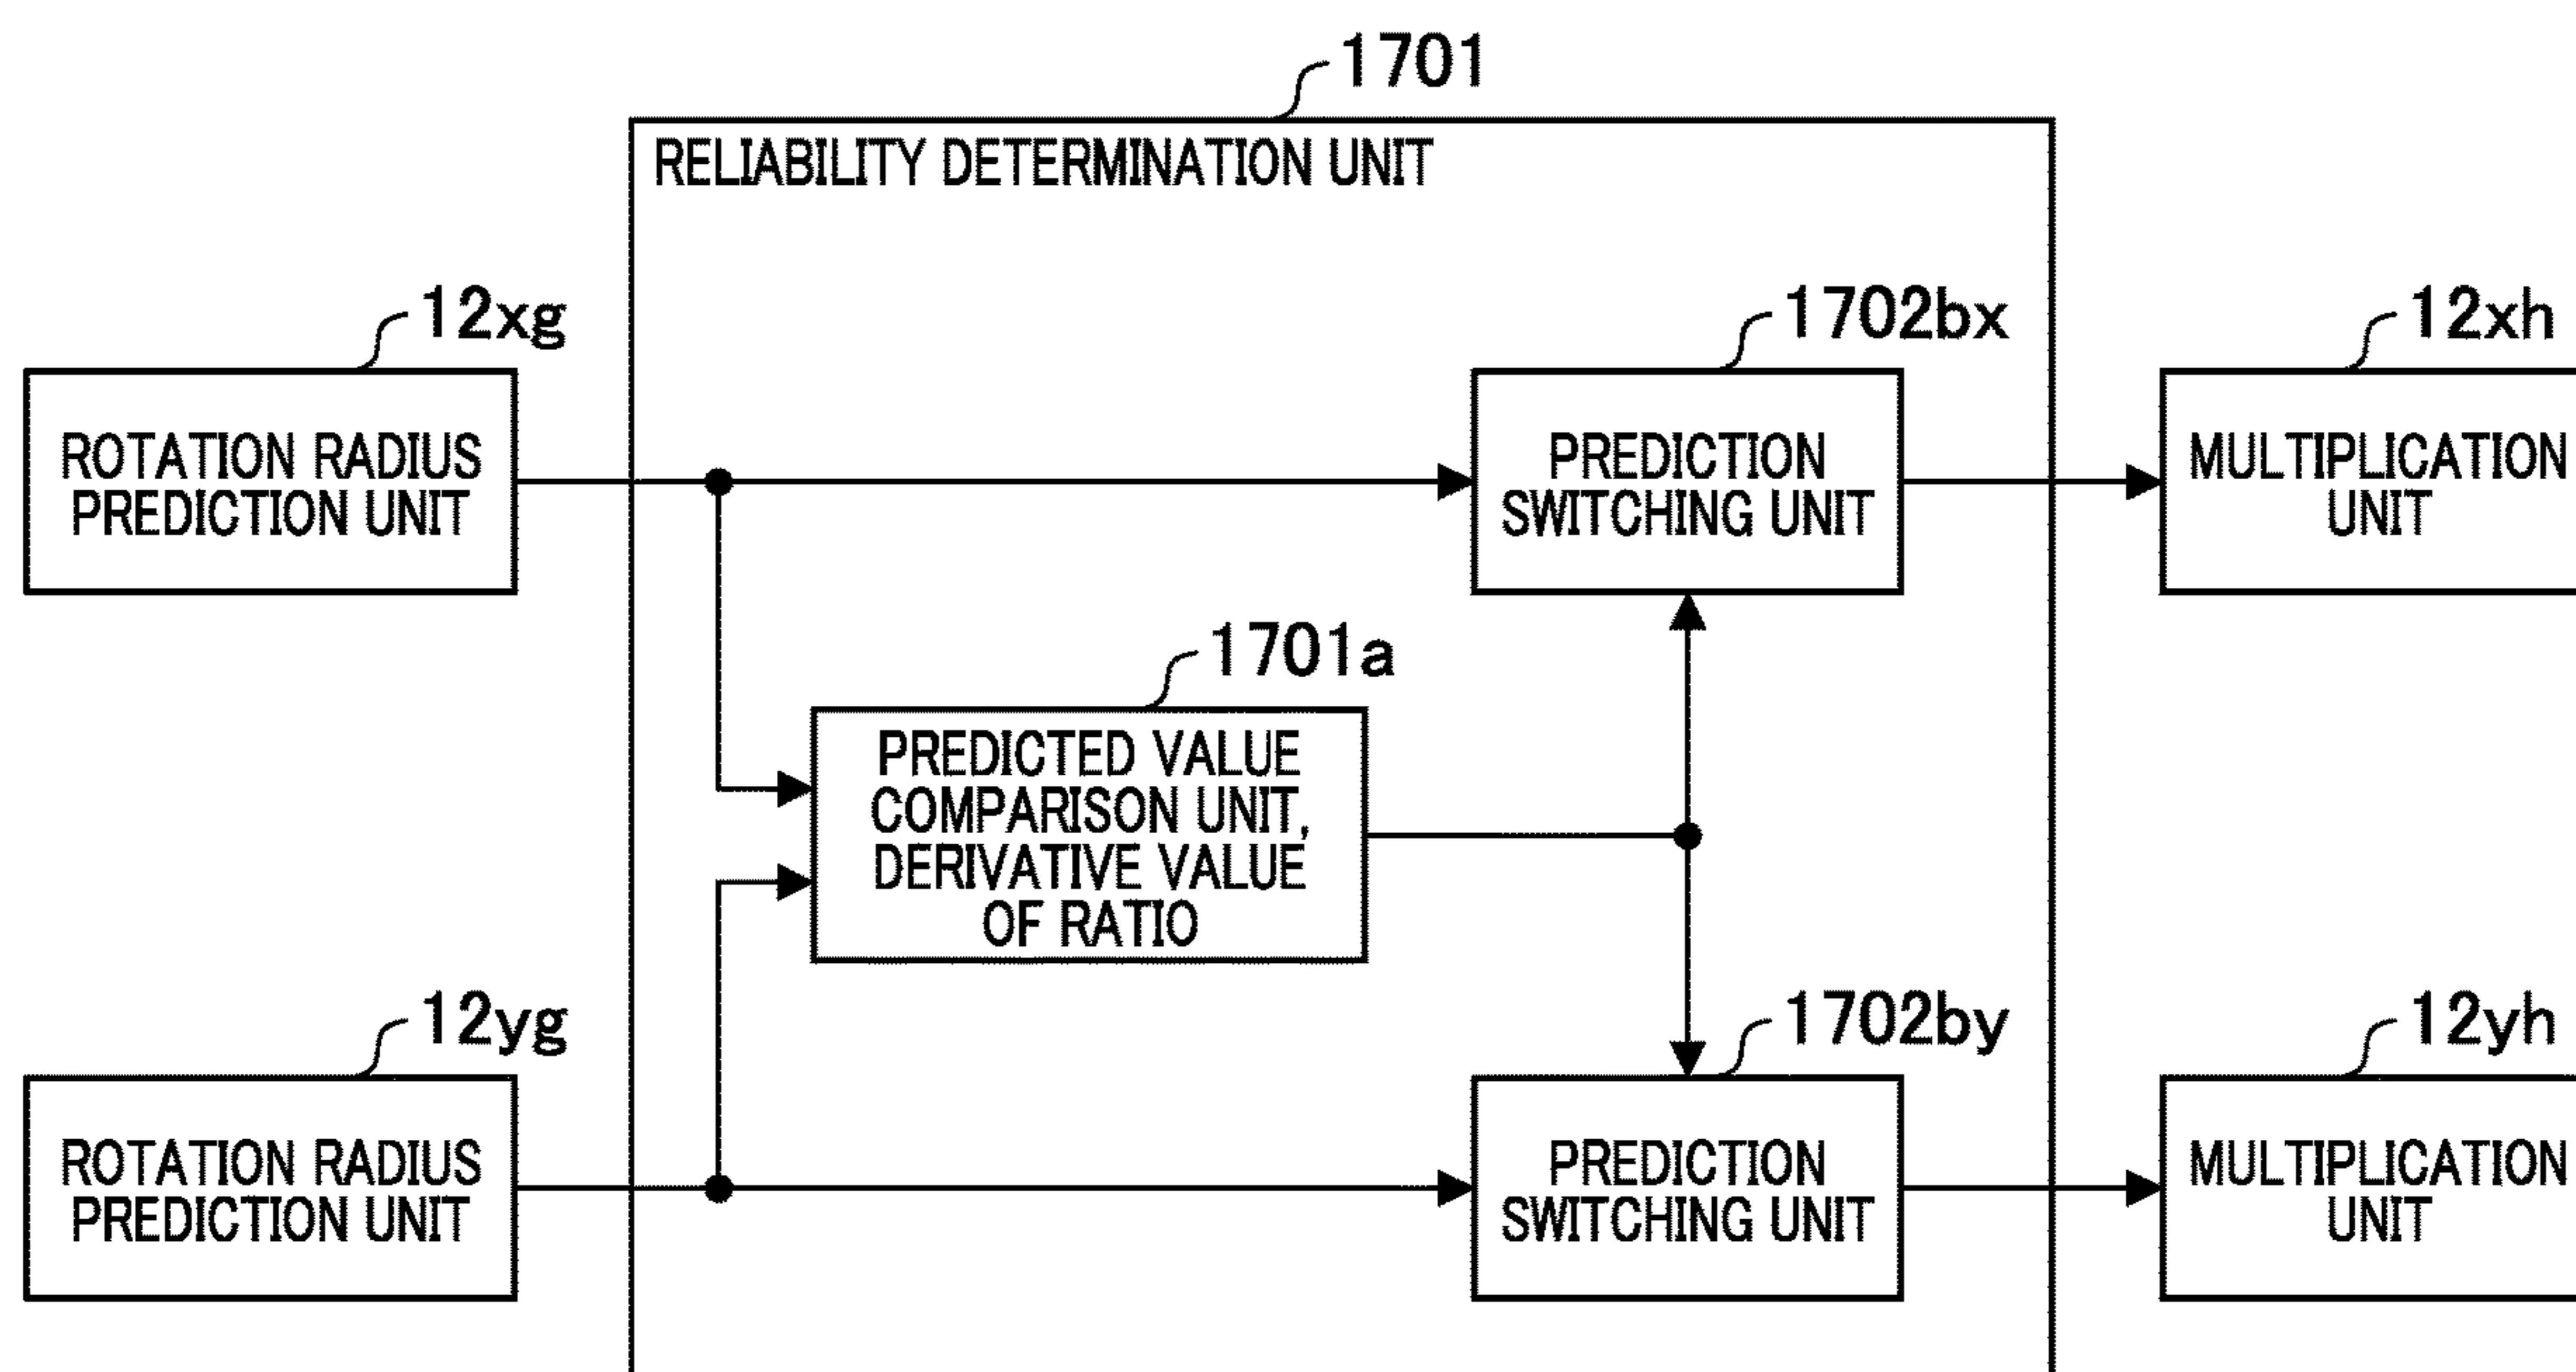 1701
RELIABILITY DETERMINATION UNIT
12xg
1702bx
12xh
ROTATION RADIUS
PREDICTION UNIT
PREDICTION
SWITCHING UNIT
MULTIPLICATION
UNIT
1701a
PREDICTED VALUE
COMPARISON UNIT,
DERIVATIVE VALUE
OF RATIO
12yg
1702by
12yh
ROTATION RADIUS
PREDICTION UNIT
PREDICTION
SWITCHING UNIT
MULTIPLICATION
UNIT